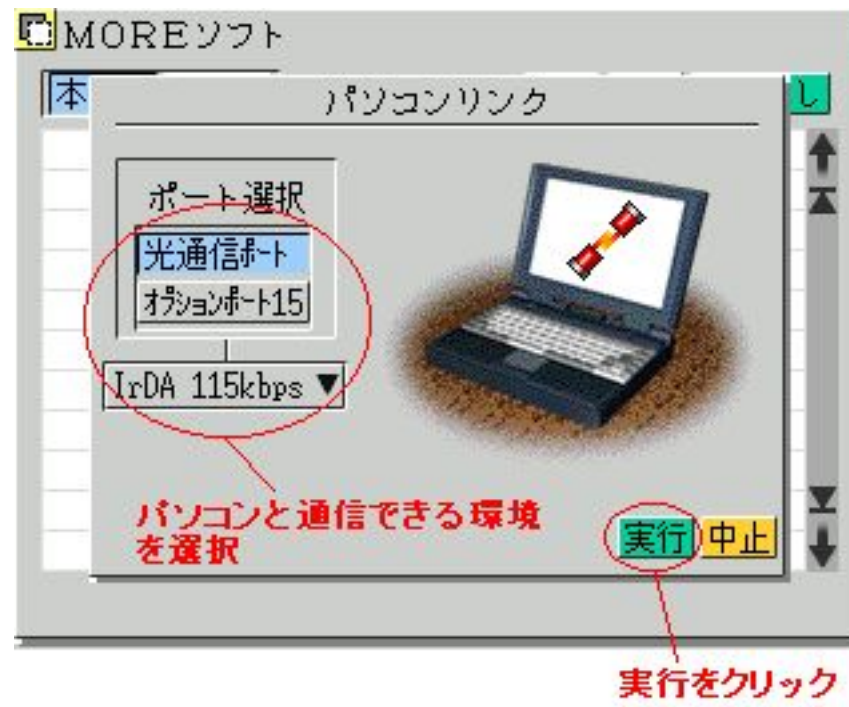 MOREソフト
本
し
パソコンリンク
ポート選択
光通信ポート
オプションポート15
IrDA 115kbps ▼
パソコンと通信できる環境
を選択
実行 中止
実行をクリック